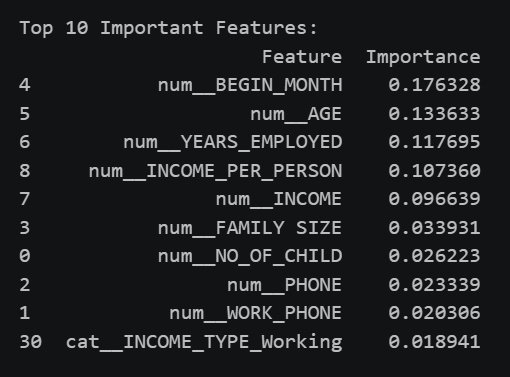 Top 10 Important Features:
Feature Importance
4 num__BEGIN_MONTH 0.176328
5 num__AGE 0.133633
6 num__YEARS_EMPLOYED 0.117695
8 num__INCOME_PER_PERSON 0.107360
7 num__INCOME 0.096639
3 num__FAMILY SIZE 0.033931
0 num__NO_OF_CHILD 0.026223
2 num__PHONE 0.023339
1 num__WORK_PHONE 0.020306
30 cat__INCOME_TYPE_Working 0.018941